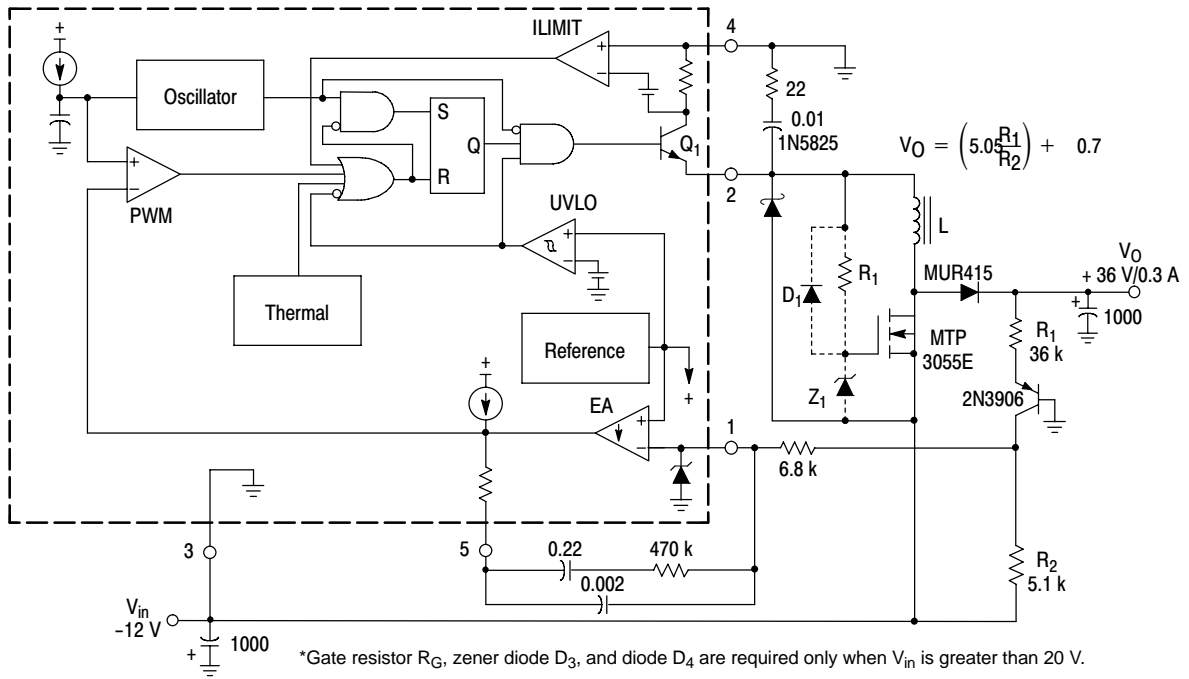 ILIMIT
4
+
+
−
Oscillator
22
0.01
1N5825
S
Q
R
Q1
VO = (5.05 R1/R2) + 0.7
+
−
PWM
2
UVLO
+
−
L
Thermal
R1
D1
MUR415
VO
+ 36 V/0.3 A
+
1000
Reference
+
MTP
3055E
R1
36 k
Z1
2N3906
+
EA
+
−
1
6.8 k
3
5
0.22
470 k
0.002
R2
5.1 k
Vin
−12 V
+
1000
*Gate resistor RG, zener diode D3, and diode D4 are required only when Vin is greater than 20 V.